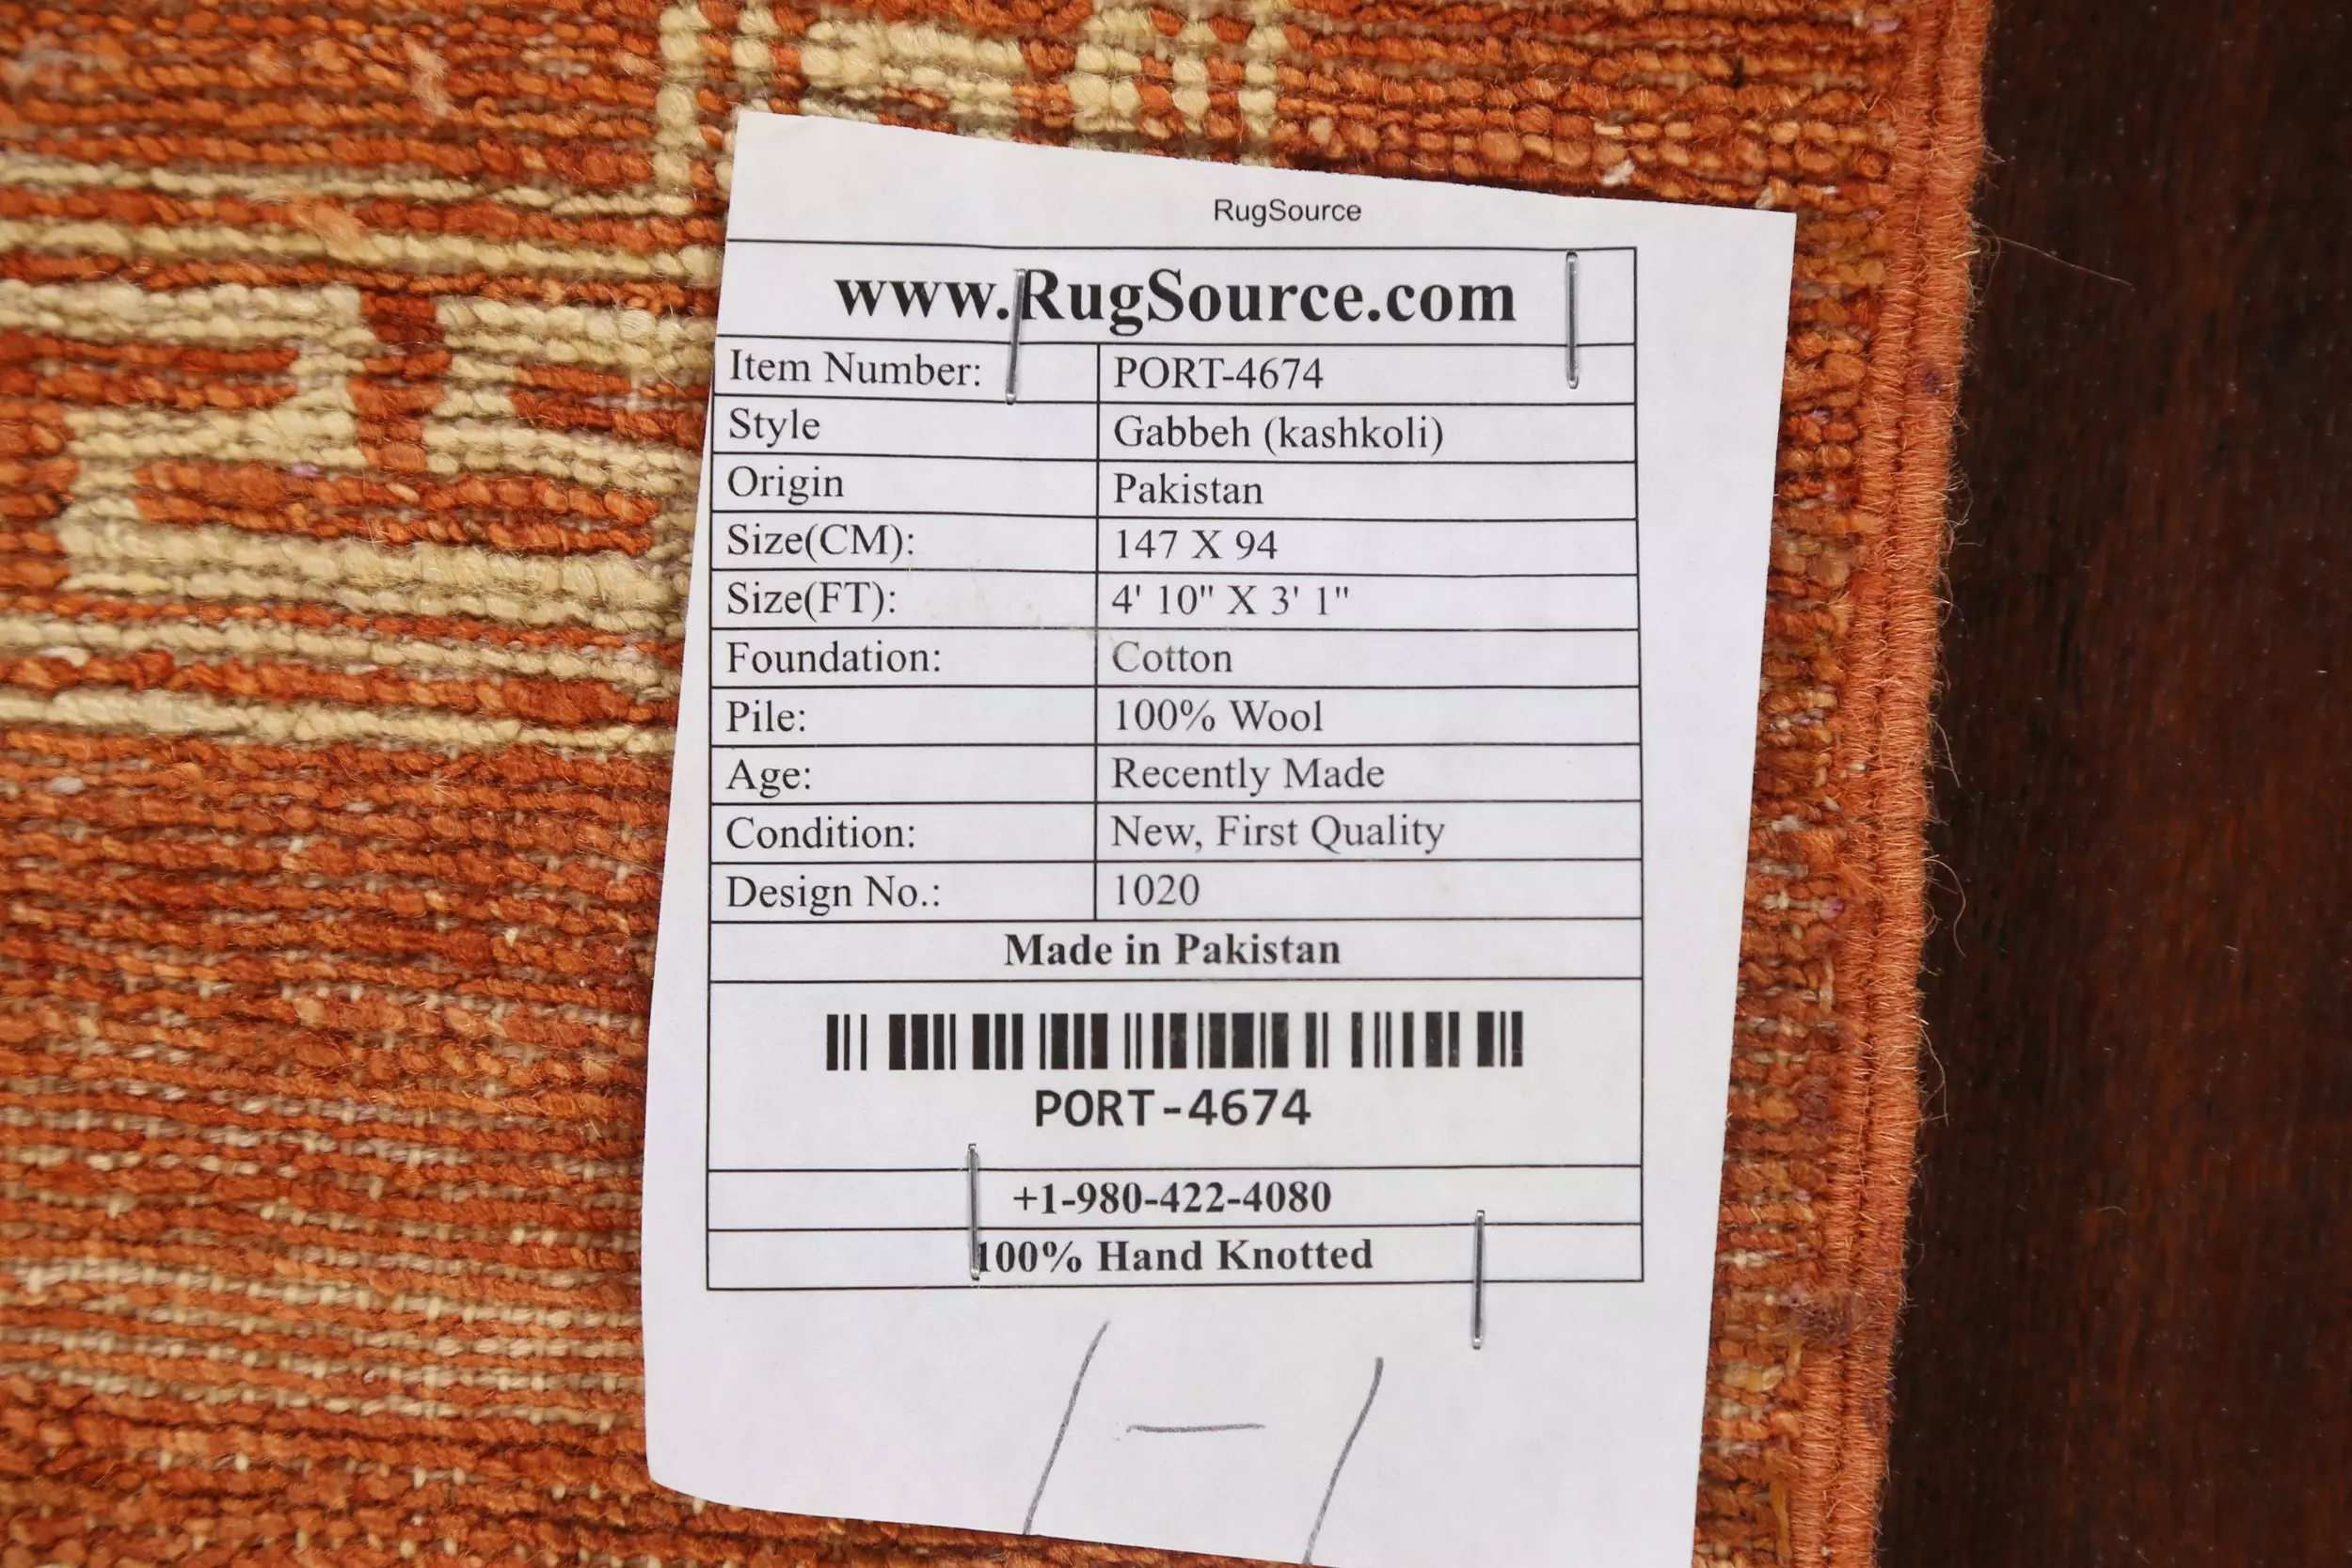 RugSource
www.RugSource.com
Item Number: PORT-4674
Style Gabbeh (kashkoli)
Origin Pakistan
Size(CM): 147 X 94
Size(FT): 4' 10" X 3' 1"
Foundation: Cotton
Pile: 100% Wool
Age: Recently Made
Condition: New, First Quality
Design No.: 1020
Made in Pakistan
PORT-4674
+1-980-422-4080
100% Hand Knotted
1-1